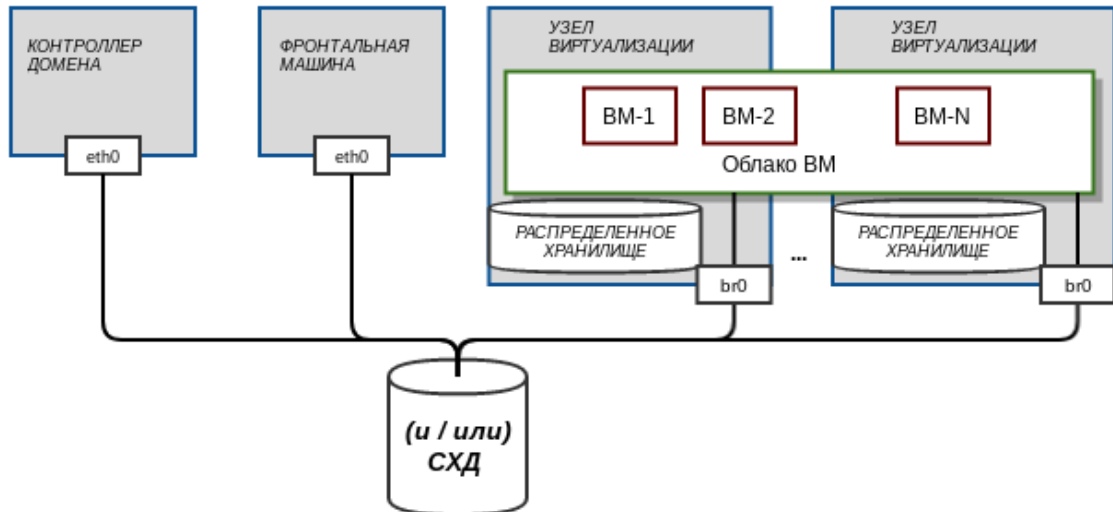 КОНТРОЛЛЕР
ДОМЕНА
eth0
ФРОНТАЛЬНАЯ
МАШИНА
eth0
УЗЕЛ
ВИРТУАЛИЗАЦИИ
УЗЕЛ
ВИРТУАЛИЗАЦИИ
ВМ-1
ВМ-2
ВМ-N
Облако ВМ
РАСПРЕДЕЛЕННОЕ
ХРАНИЛИЩЕ
br0
...
РАСПРЕДЕЛЕННОЕ
ХРАНИЛИЩЕ
br0
(и / или)
СХД